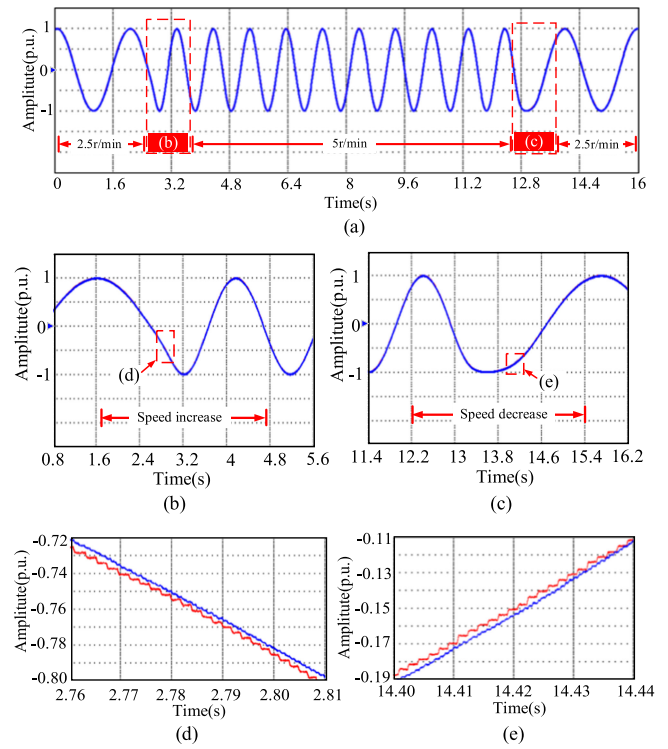 Amplitude(p.u.)
1
0
-1
(b)
(c)
2.5r/min
5r/min
2.5r/min
0 1.6 3.2 4.8 6.4 8 9.6 11.2 12.8 14.4 16
Time(s)
(a)
Amplitude(p.u.)
1
0
-1
(d)
Speed increase
0.8 1.6 2.4 3.2 4 4.8 5.6
Time(s)
(b)
Amplitude(p.u.)
1
0
-1
(e)
Speed decrease
11.4 12.2 13 13.8 14.6 15.4 16.2
Time(s)
(c)
Amplitude(p.u.)
-0.72
-0.74
-0.76
-0.78
-0.80
2.76 2.77 2.78 2.79 2.80 2.81
Time(s)
(d)
Amplitude(p.u.)
-0.11
-0.13
-0.15
-0.17
-0.19
14.40 14.41 14.42 14.43 14.44
Time(s)
(e)